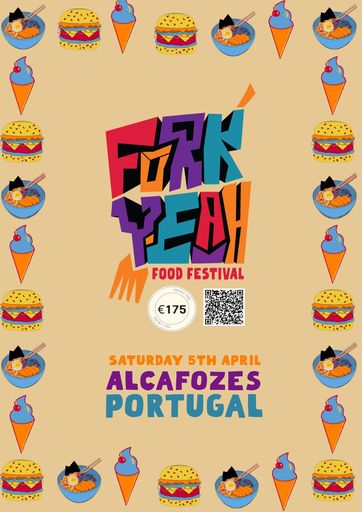 FORK
YEAH
FOOD FESTIVAL
€175
SATURDAY 5TH APRIL
ALCAFOZES
PORTUGAL